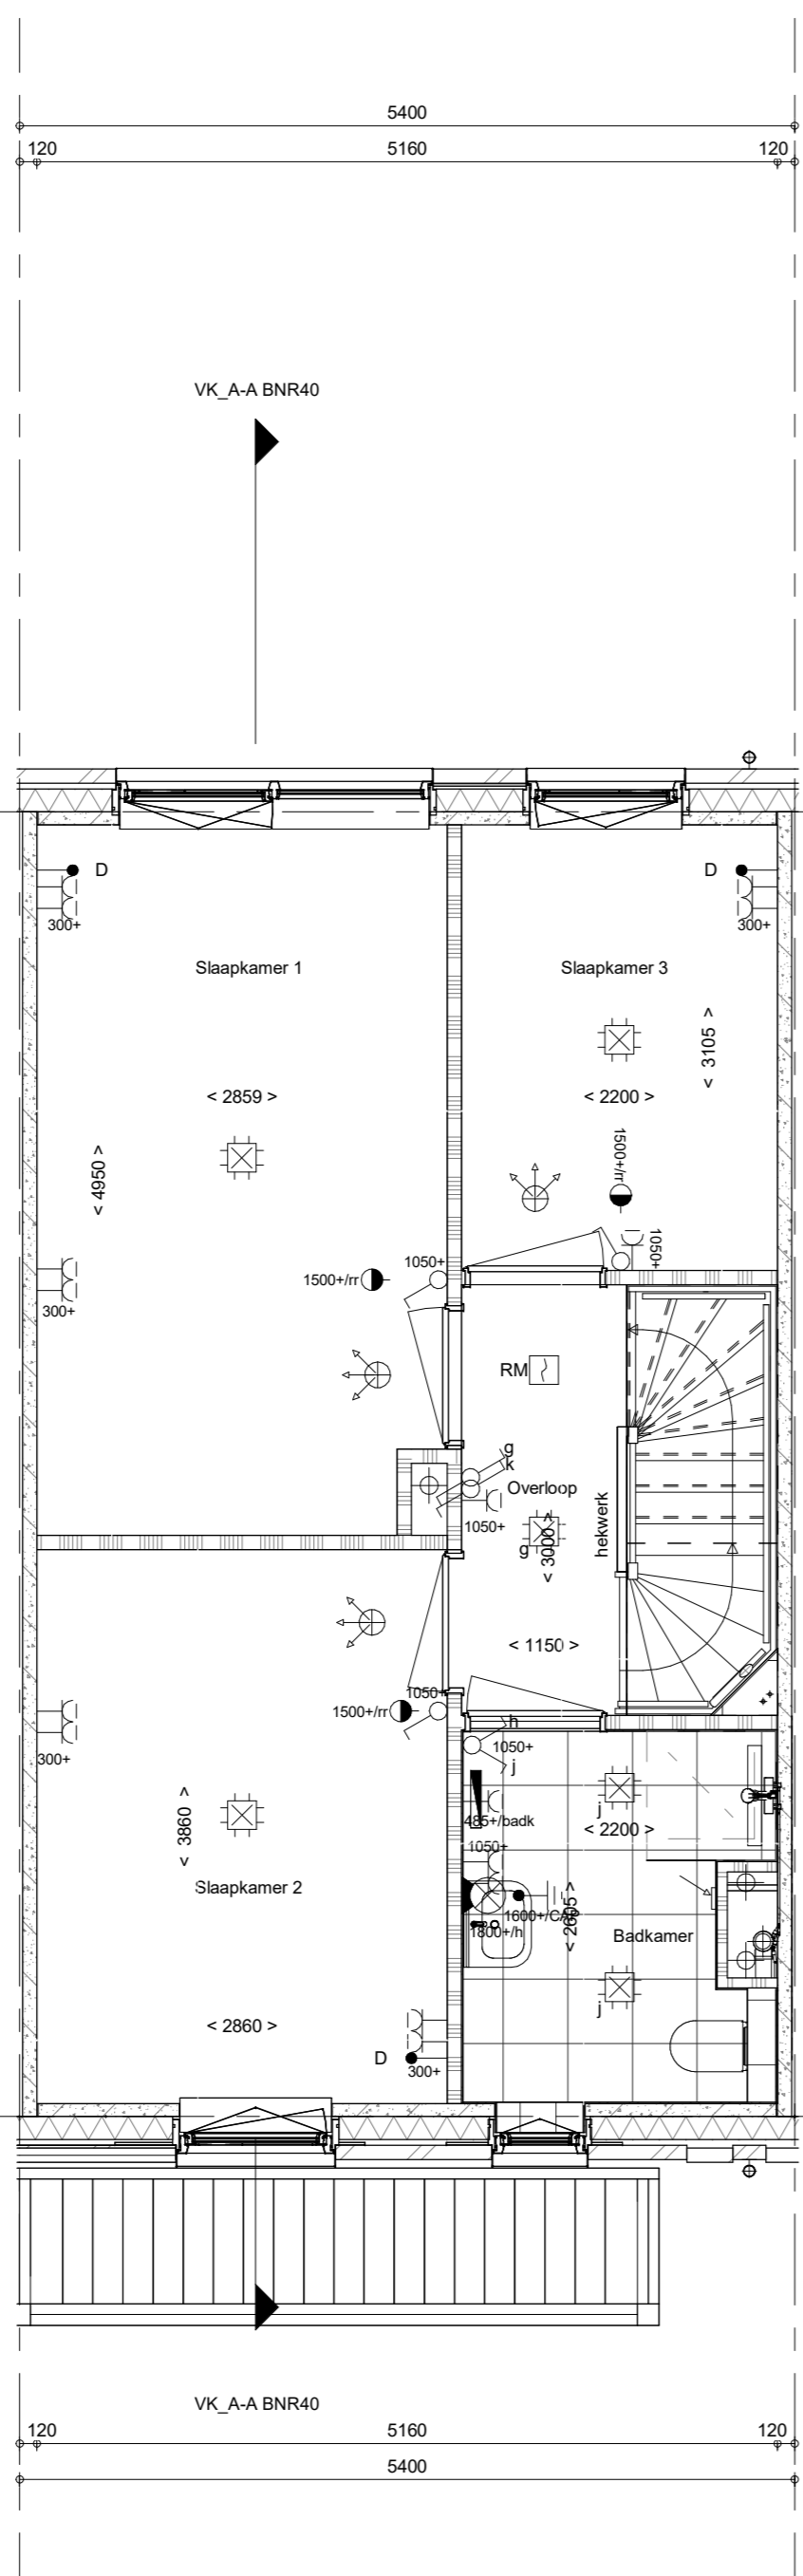 5400
120 5160 120
VK_A-A BNR40
D D
300+ 300+
Slaapkamer 1 Slaapkamer 3
< 3105 >
< 2859 > < 2200 >
< 4950 >
1500+/rr
1050+
1050+
1500+/rr
300+
RM
g
k
Overloop
1050+
hekwerk
g
< 3000 >
< 1150 >
1050+
1500+/rr
h
1050+
300+
j
j
485+/badk
< 2200 >
< 3860 >
1050+
Slaapkamer 2
1600+/CAP
1800+/h
< 2605 >
Badkamer
j
< 2860 >
D
300+
VK_A-A BNR40
120 5160 120
5400